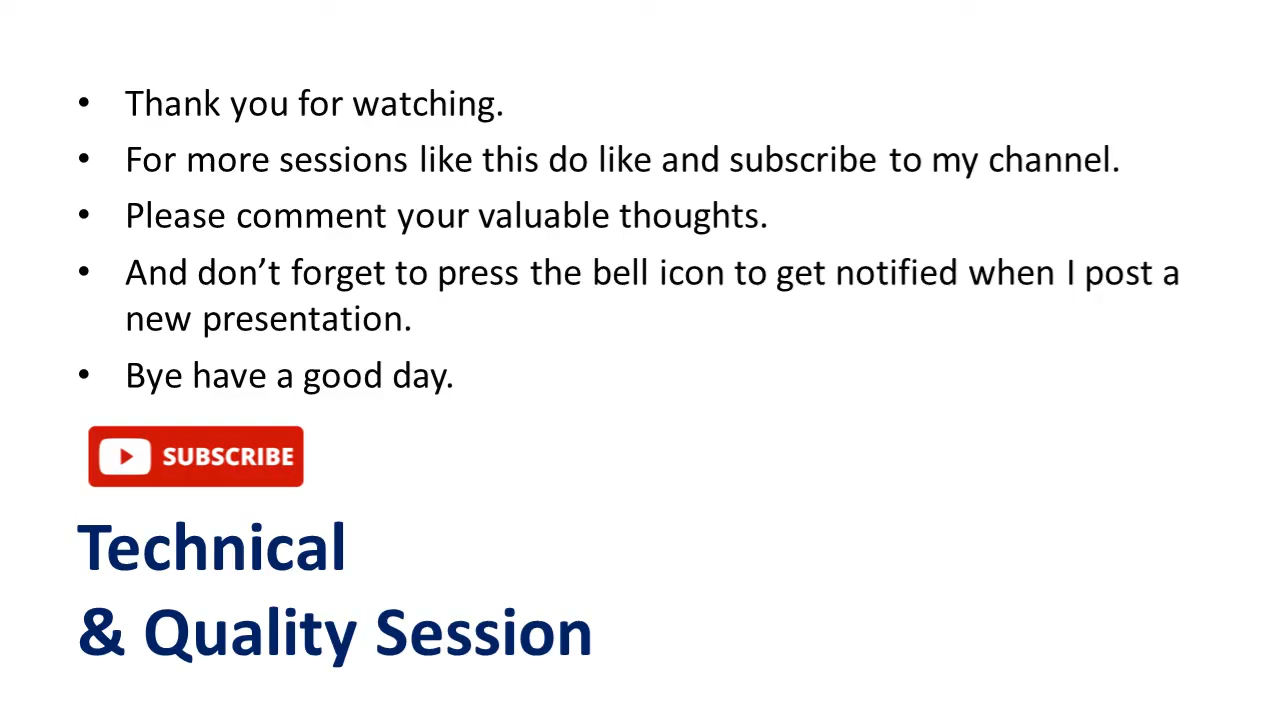 • Thank you for watching.
• For more sessions like this do like and subscribe to my channel.
• Please comment your valuable thoughts.
• And don’t forget to press the bell icon to get notified when I post a
new presentation.
• Bye have a good day.
SUBSCRIBE
Technical
& Quality Session